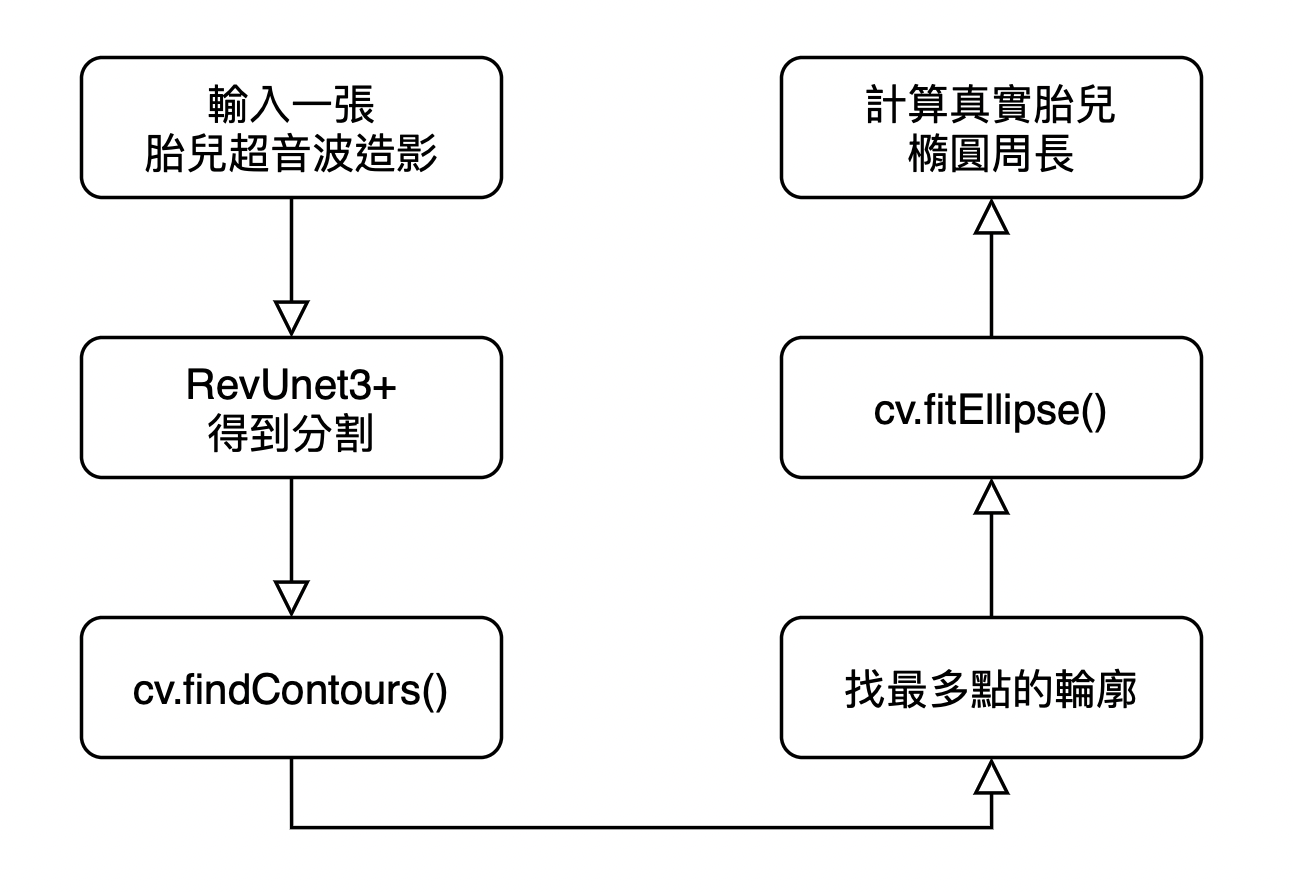 輸入一張
胎兒超音波造影
RevUnet3+
得到分割
cv.findContours()
找最多點的輪廓
cv.fitEllipse()
計算真實胎兒
橢圓周長